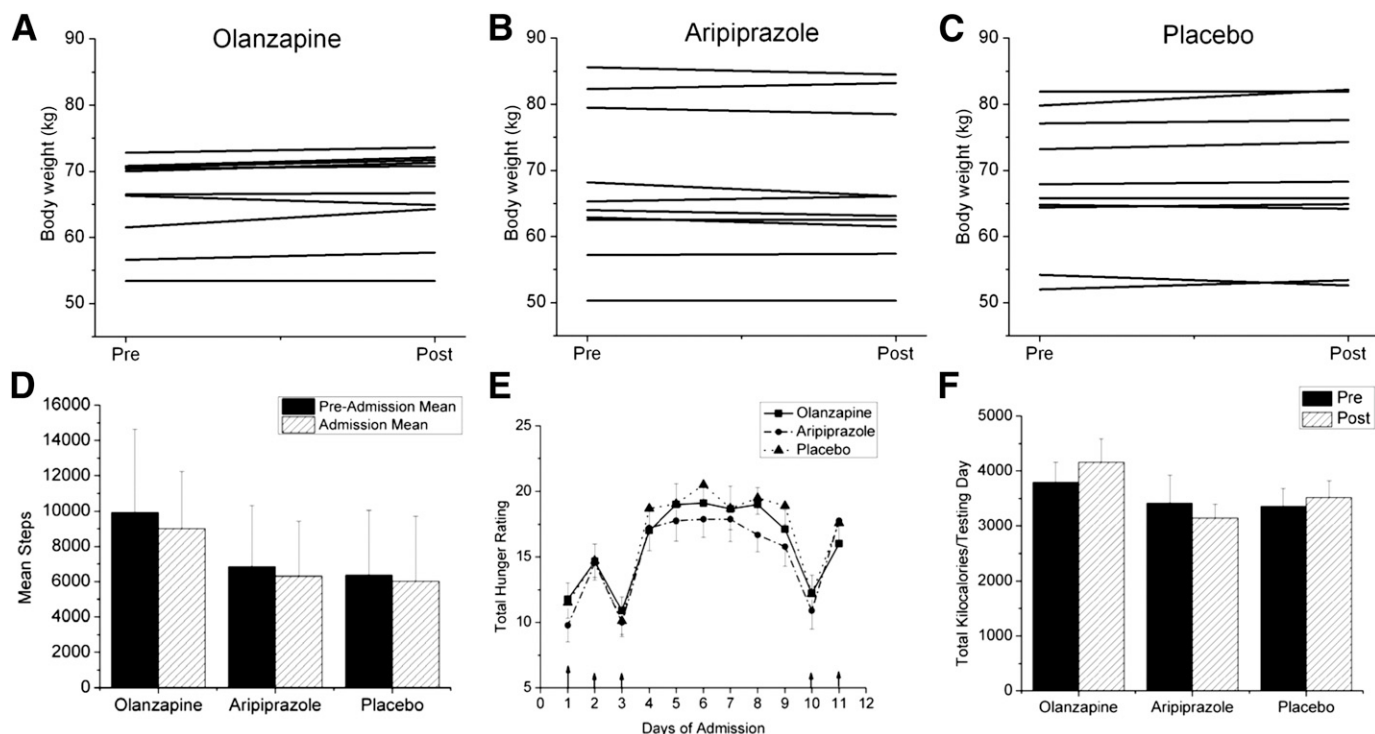 A
Olanzapine
Body weight (kg)
90
80
70
60
50
Pre
Post
B
Aripiprazole
Body weight (kg)
90
80
70
60
50
Pre
Post
C
Placebo
Body weight (kg)
90
80
70
60
50
Pre
Post
D
Pre-Admission Mean
Admission Mean
Mean Steps
16000
14000
12000
10000
8000
6000
4000
2000
0
Olanzapine
Aripiprazole
Placebo
E
Olanzapine
Aripiprazole
Placebo
Total Hunger Rating
25
20
15
10
5
0 1 2 3 4 5 6 7 8 9 10 11 12
Days of Admission
F
Pre
Post
Total Kilocalories/Testing Day
5000
4000
3000
2000
1000
0
Olanzapine
Aripiprazole
Placebo